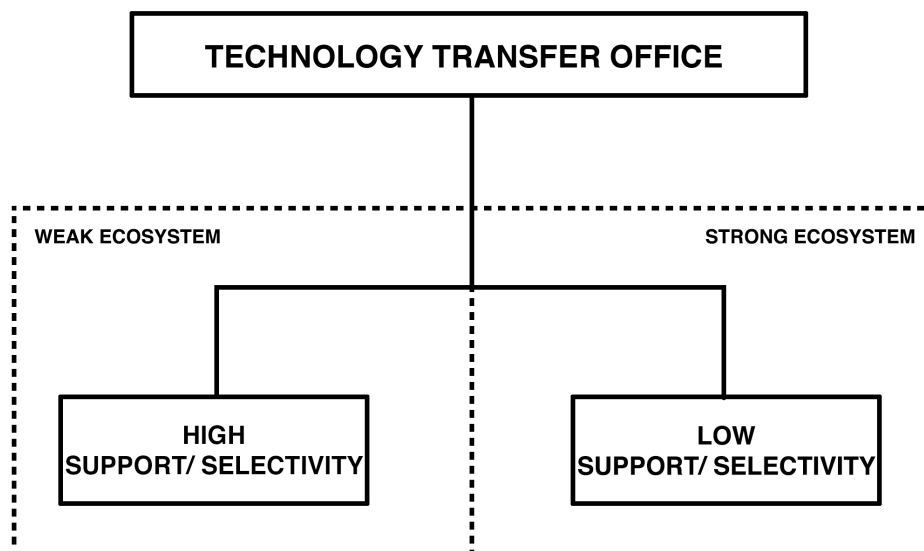 TECHNOLOGY TRANSFER OFFICE
WEAK ECOSYSTEM
STRONG ECOSYSTEM
HIGH
SUPPORT/ SELECTIVITY
LOW
SUPPORT/ SELECTIVITY